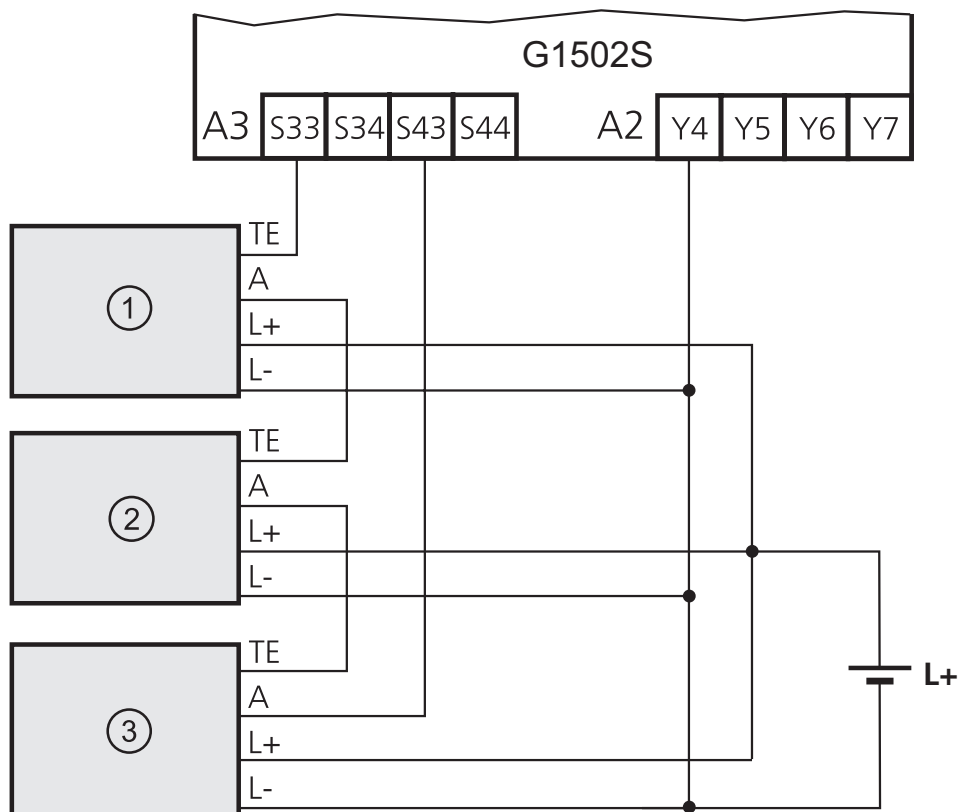 G1502S
A3 S33 S34 S43 S44 A2 Y4 Y5 Y6 Y7
TE
A
1
L+
L-
TE
A
2
L+
L-
TE
L+
A
3
L+
L-